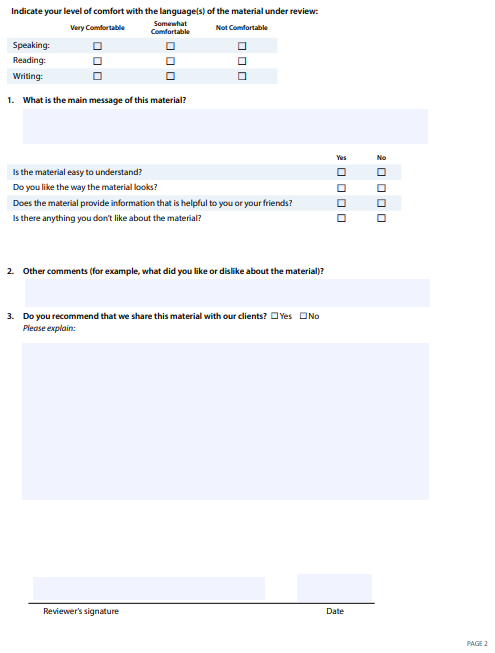 Indicate your level of comfort with the language(s) of the material under review:
Very Comfortable Somewhat Comfortable Not Comfortable
Speaking: ☐ ☐ ☐
Reading: ☐ ☐ ☐
Writing: ☐ ☐ ☐
1. What is the main message of this material?
Yes No
Is the material easy to understand? ☐ ☐
Do you like the way the material looks? ☐ ☐
Does the material provide information that is helpful to you or your friends? ☐ ☐
Is there anything you don't like about the material? ☐ ☐
2. Other comments (for example, what did you like or dislike about the material)?
3. Do you recommend that we share this material with our clients? ☐ Yes ☐ No
Please explain:
Reviewer's signature Date
PAGE 2